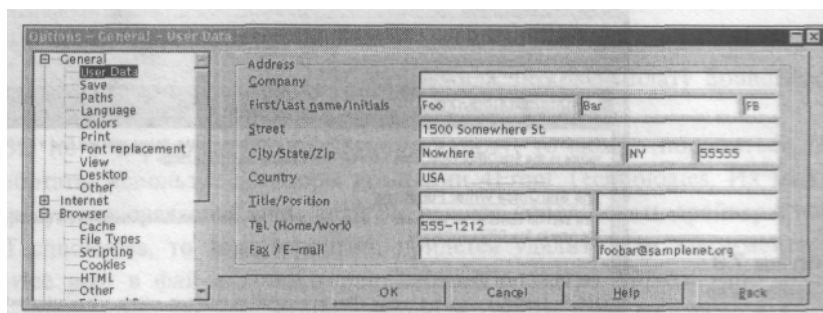 Options - General - User Data
General
User Data
Save
Paths
Language
Colors
Print
Font replacement
View
Desktop
Other
Internet
Browser
Cache
File Types
Scripting
Cookies
HTML
Other
Address
Company
First/Last name/Initials Foo Bar FB
Street 1500 Somewhere St.
City/State/Zip Nowhere NY 55555
Country USA
Title/Position
Tel. (Home/Work) 555-1212
Fax / E-mail foobar@samplenet.org
OK Cancel Help Back